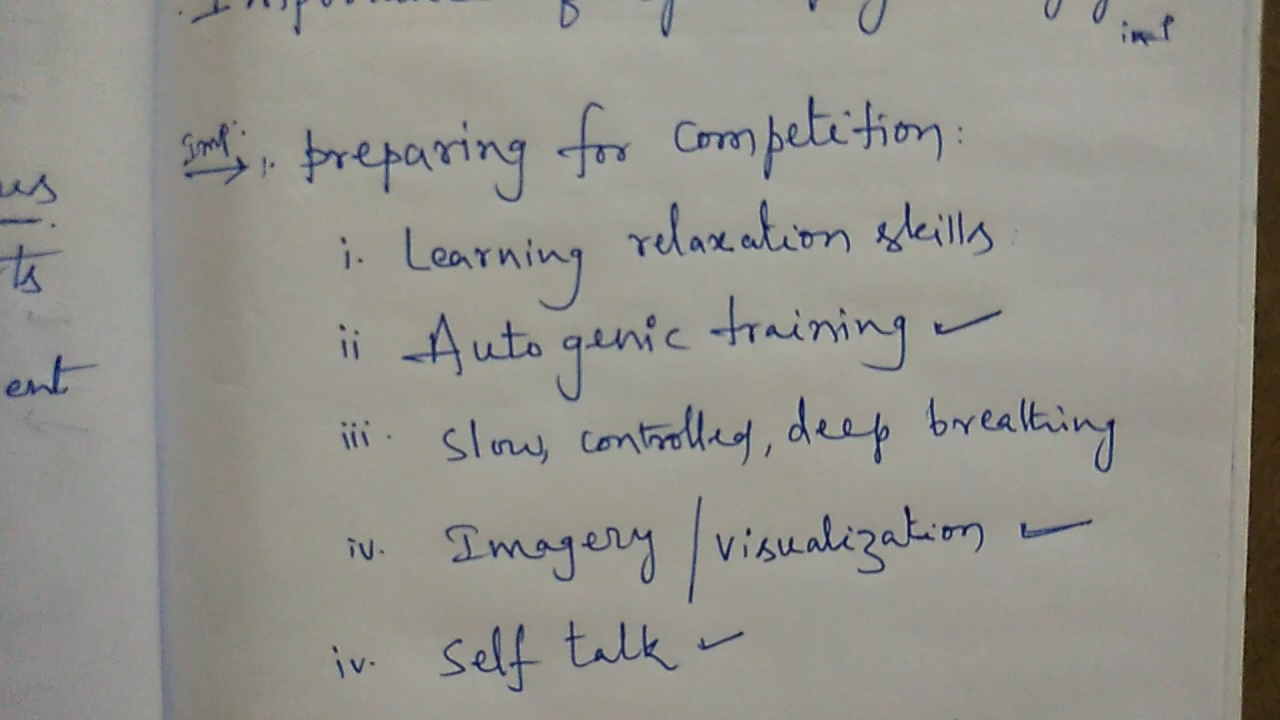 imp
us
Imp: → 1. preparing for competition:
ts
i. Learning relaxation skills
ii Autogenic training ✓
ent
iii. slow, controlled, deep breathing
iv. Imagery / visualization ✓
iv. Self talk ✓